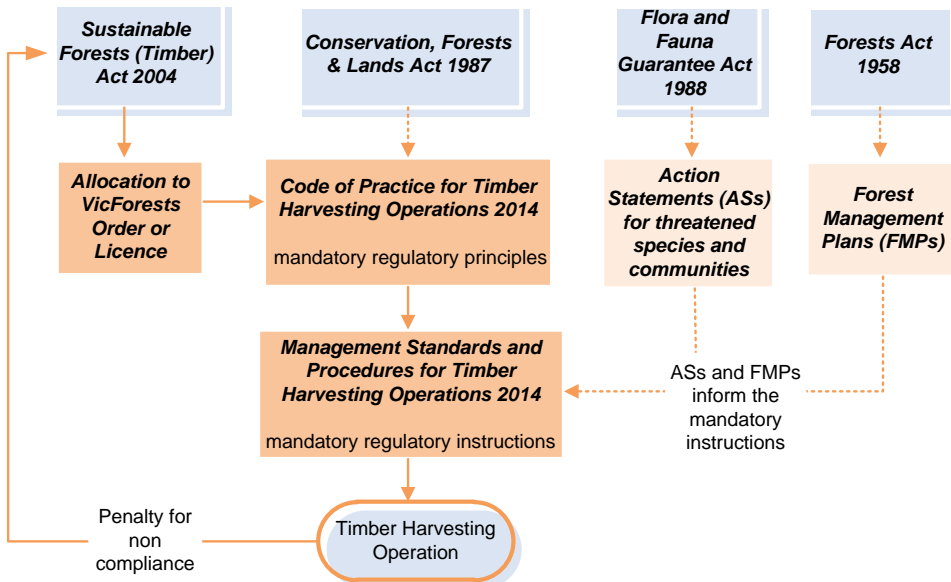 Sustainable
Forests (Timber)
Act 2004
Conservation, Forests
& Lands Act 1987
Flora and
Fauna
Guarantee Act
1988
Forests Act
1958
Allocation to
VicForests
Order or
Licence
Code of Practice for Timber
Harvesting Operations 2014
mandatory regulatory principles
Action
Statements (ASs)
for threatened
species and
communities
Forest
Management
Plans (FMPs)
Management Standards and
Procedures for Timber
Harvesting Operations 2014
mandatory regulatory instructions
ASs and FMPs
inform the
mandatory
instructions
Penalty for
non
compliance
Timber Harvesting
Operation